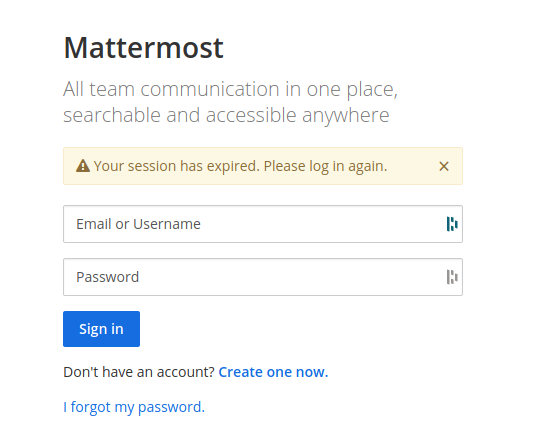 Mattermost
All team communication in one place,
searchable and accessible anywhere
Your session has expired. Please log in again. ×
Email or Username
Password
Sign in
Don't have an account? Create one now.
I forgot my password.